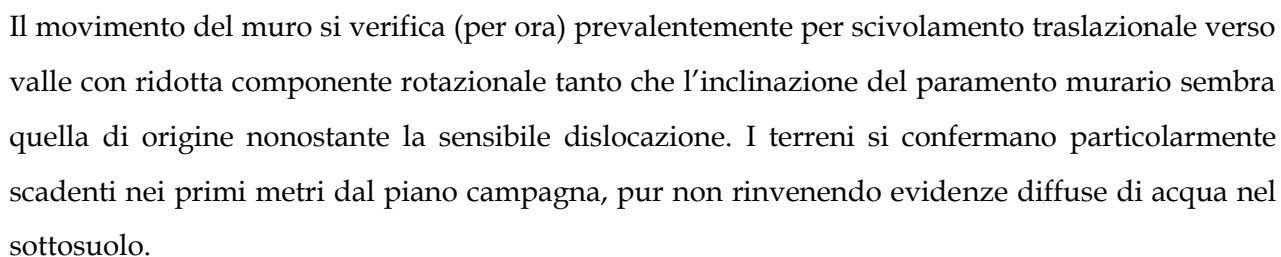 Il movimento del muro si verifica (per ora) prevalentemente per scivolamento traslazionale verso
valle con ridotta componente rotazionale tanto che l’inclinazione del paramento murario sembra
quella di origine nonostante la sensibile dislocazione. I terreni si confermano particolarmente
scadenti nei primi metri dal piano campagna, pur non rinvenendo evidenze diffuse di acqua nel
sottosuolo.